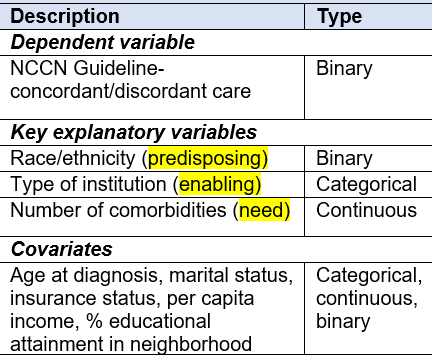 Description Type
Dependent variable
NCCN Guideline- Binary
concordant/discordant care
Key explanatory variables
Race/ethnicity (predisposing) Binary
Type of institution (enabling) Categorical
Number of comorbidities (need) Continuous
Covariates
Age at diagnosis, marital status, Categorical,
insurance status, per capita continuous,
income, % educational binary
attainment in neighborhood